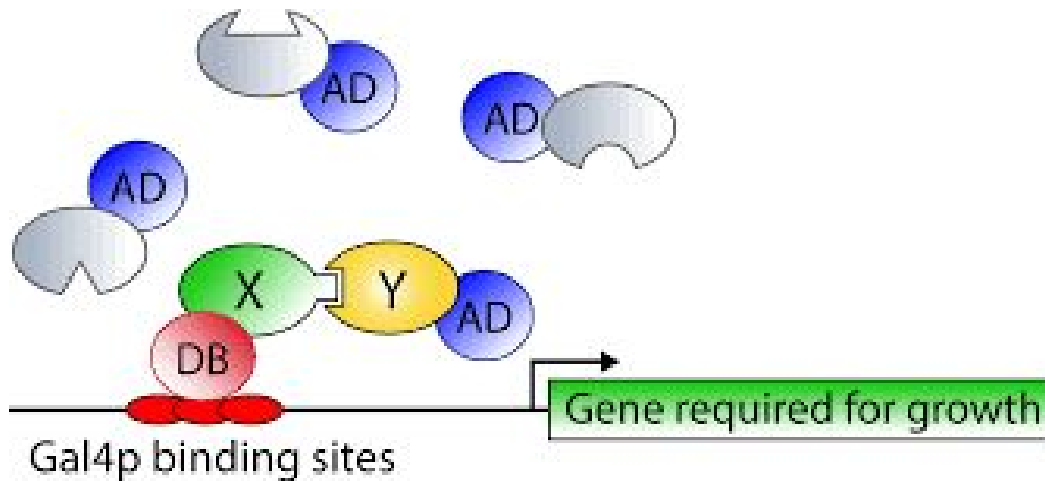 AD
AD
AD
X Y
AD
DB
Gene required for growth
Gal4p binding sites